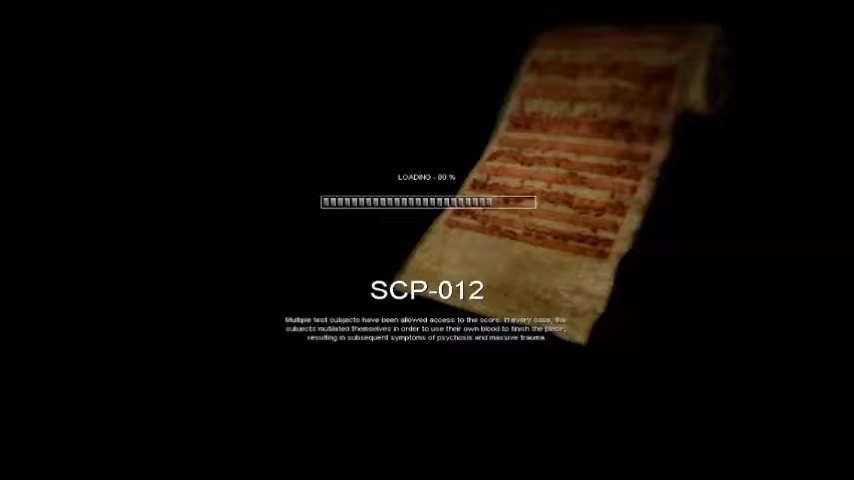 LOADING - 80 %
SCP-012
Multiple test subjects have been allowed access to the score. In every case, the
subjects mutilated themselves in order to use their own blood to finish the piece,
resulting in subsequent symptoms of psychosis and massive trauma.